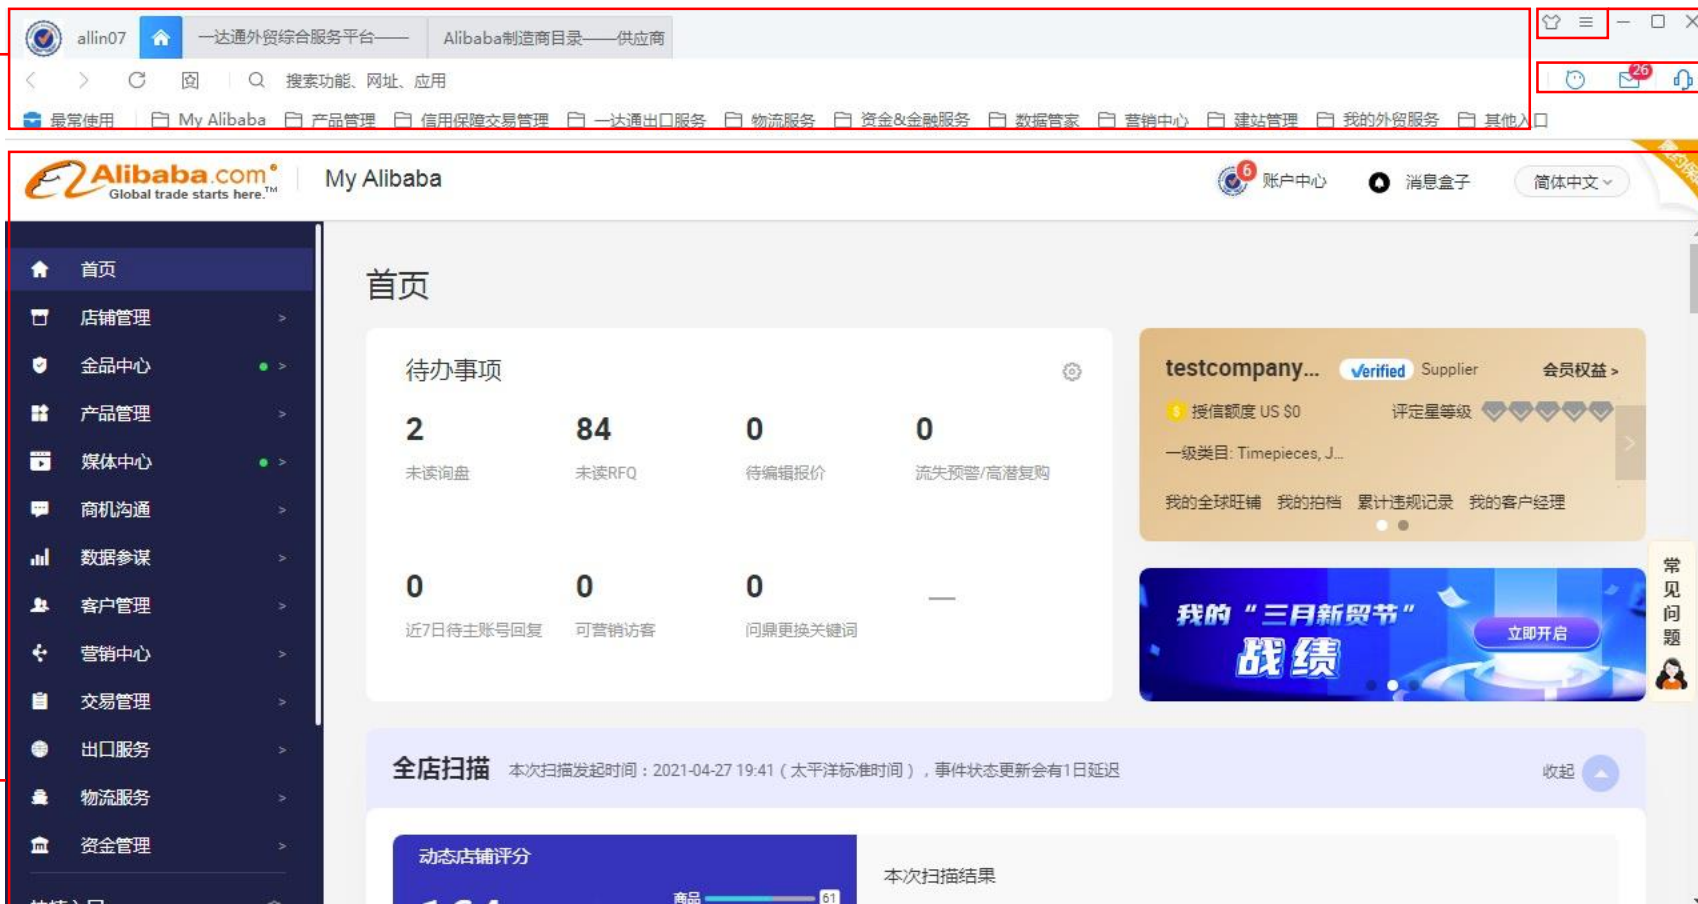 allin07 一达通外贸综合服务平台—— Alibaba制造商目录——供应商
搜索功能、网址、应用 26
最常使用 My Alibaba 产品管理 信用保障交易管理 一达通出口服务 物流服务 资金&金融服务 数据管家 营销中心 建站管理 我的外贸服务 其他入口
Alibaba.com
Global trade starts here.™
My Alibaba
6 账户中心 消息盒子 简体中文
首页
店铺管理
金品中心
产品管理
媒体中心
商机沟通
数据参谋
客户管理
营销中心
交易管理
出口服务
物流服务
资金管理
首页
待办事项
2 84 0 0
未读询盘 未读RFQ 待编辑报价 流失预警/高潜复购
0 0 0 —
近7日待主账号回复 可营销访客 问鼎更换关键词
testcompany... Verified Supplier 会员权益 >
$ 授信额度 US $0 评定星等级
一级类目: Timepieces, J...
我的全球旺铺 我的拍档 累计违规记录 我的客户经理
我的“三月新贸节”
战绩
立即开启
常见问题
全店扫描 本次扫描发起时间：2021-04-27 19:41（太平洋标准时间），事件状态更新会有1日延迟 收起
动态店铺评分
商品 61
本次扫描结果